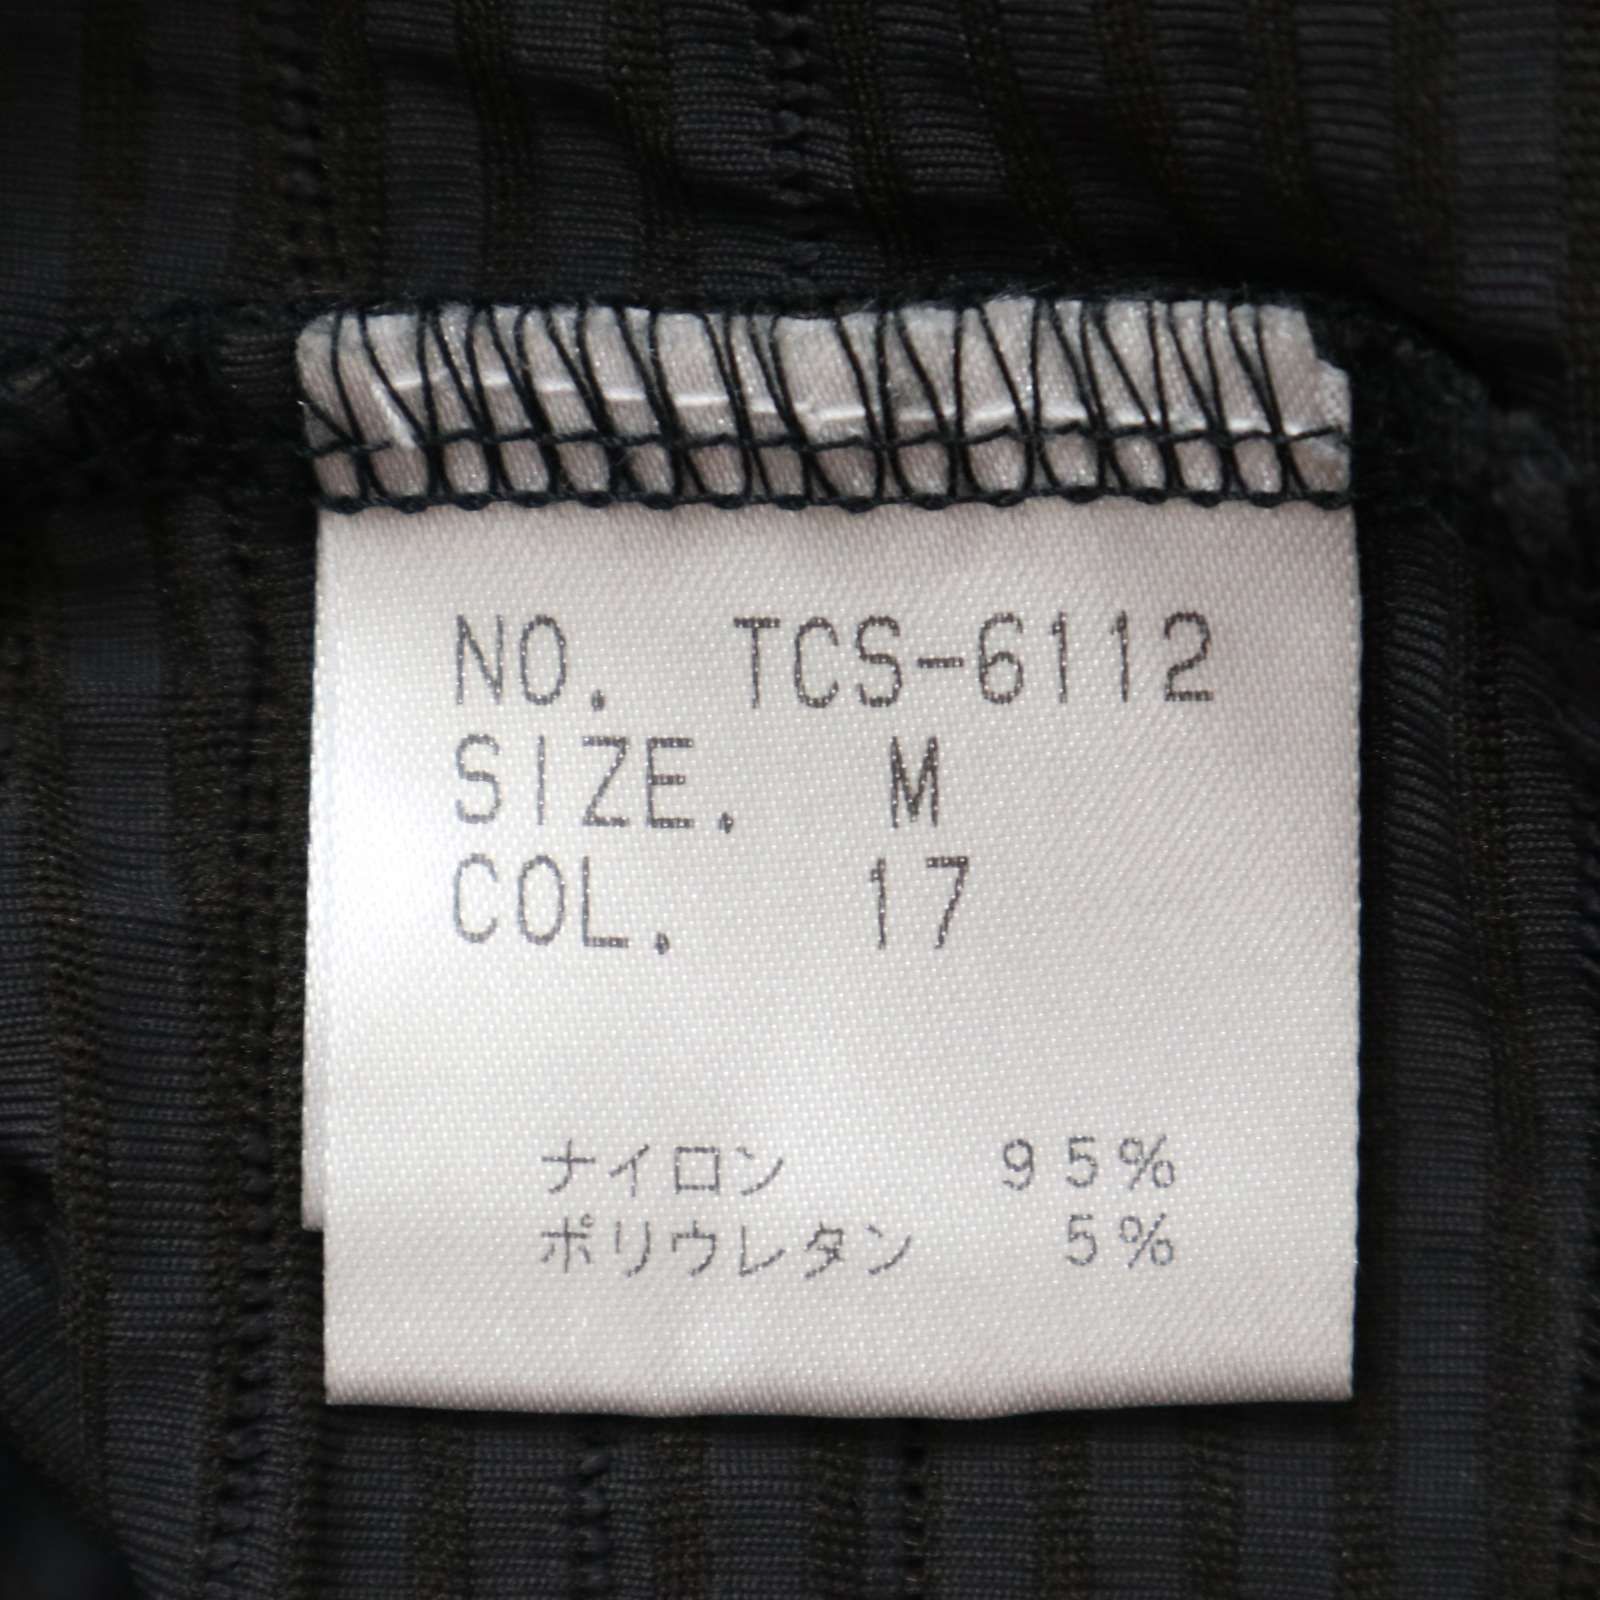 NO. TCS-6112
SIZE. M
COL. 17
ナイロン 95%
ポリウレタン 5%